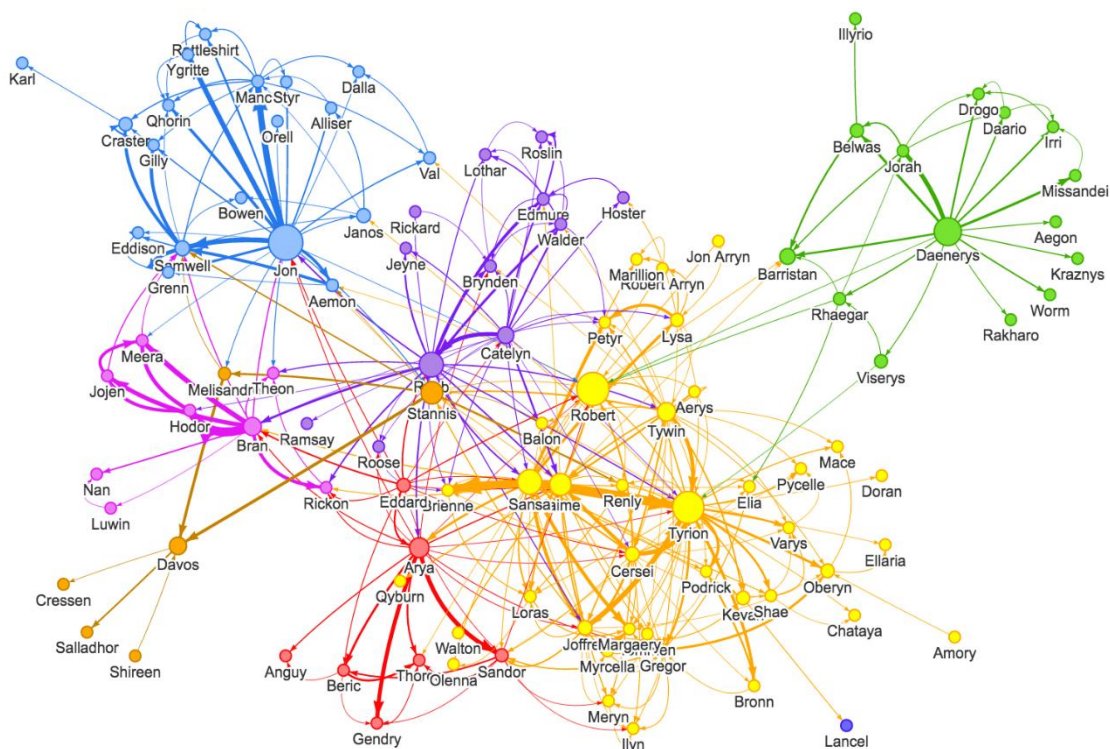 Illyrio
Karl
Rattleshirt
Ygritte
Dalla
Styr
Drogo
Qhorin
Daario
Alliser
Irri
Craster
Orell
Belwas
Gilly
Roslin
Jorah
Lothar
Val
Missandei
Bowen
Edmure
Hoster
Rickard
Janos
Walder
Aegon
Eddison
Jeyne
Jon Arryn
Daenerys
Samwell
Jon
Barristan
Kraznys
Grenn
Brynden
Marillion
Robert Arryn
Aemon
Worm
Rhaegar
Rakharo
Petyr
Lysa
Meera
Catelyn
Viserys
Jojen
Theon
Stannis
Robert
Aerys
Hodor
Tywin
Bran
Ramsay
Balon
Roose
Mace
Nan
Pycelle
Doran
Luwin
Rickon
Eddard
Sansa
Renly
Elia
Tyrion
Varys
Davos
Arya
Cersei
Ellaria
Podrick
Oberyn
Cressen
Qyburn
Loras
Shae
Chataya
Salladhor
Walton
Margaery
Amory
Shireen
Anguy
Beric
Olenna
Sandor
Myrcella
Gregor
Bronn
Meryn
Gendry
Ilyn
Lancel